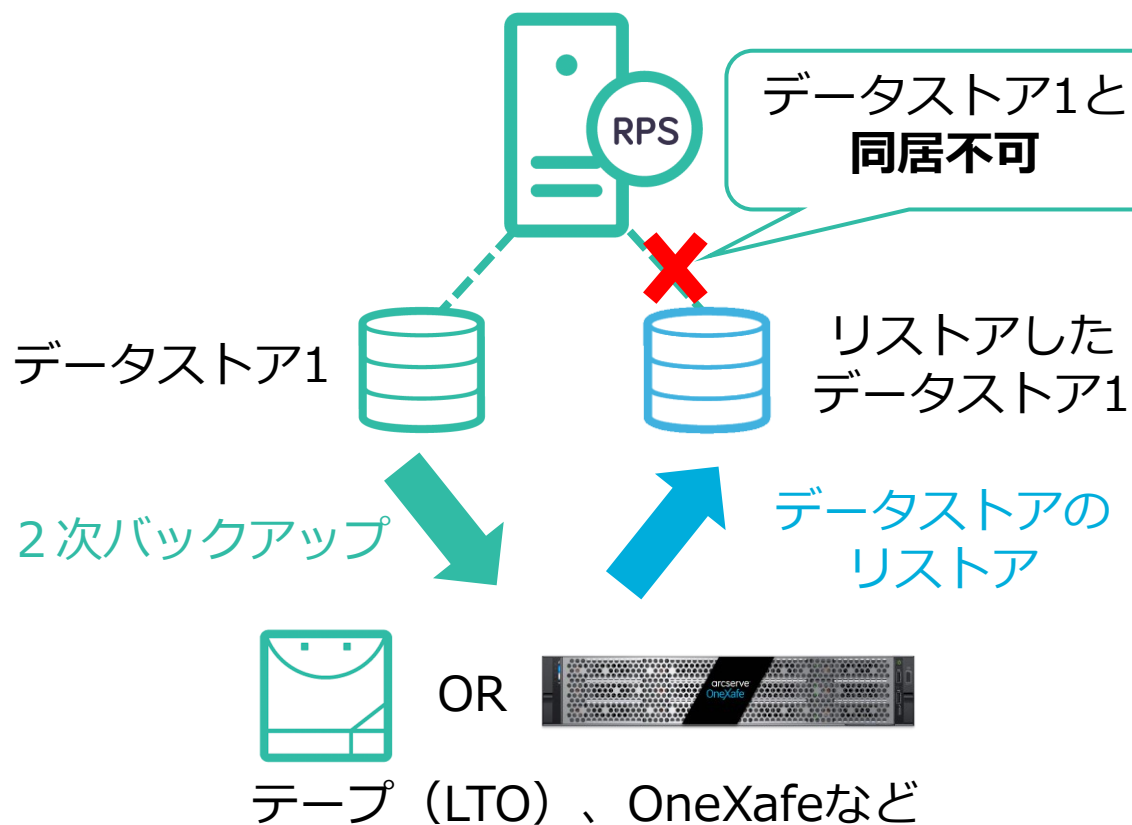 RPS
データストア1と
同居不可
データストア1
リストアした
データストア1
２次バックアップ
データストアの
リストア
OR
arcserve
OneXafe
テープ（LTO）、OneXafeなど